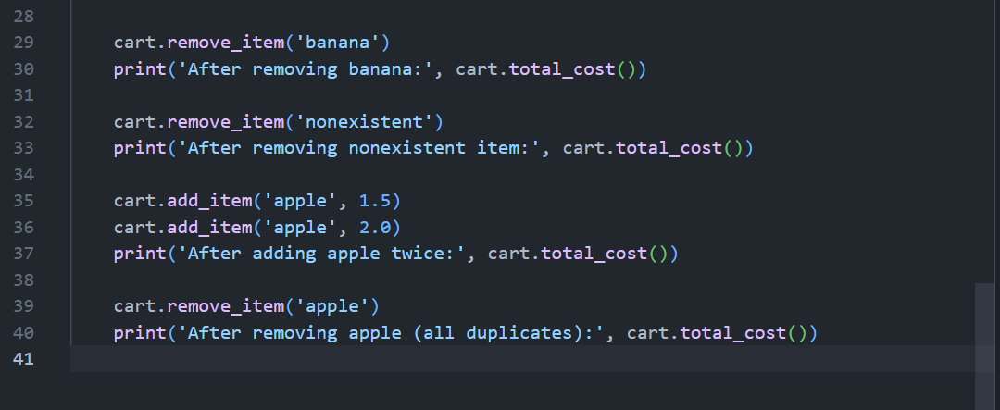 28
29 cart.remove_item('banana')
30 print('After removing banana:', cart.total_cost())
31
32 cart.remove_item('nonexistent')
33 print('After removing nonexistent item:', cart.total_cost())
34
35 cart.add_item('apple', 1.5)
36 cart.add_item('apple', 2.0)
37 print('After adding apple twice:', cart.total_cost())
38
39 cart.remove_item('apple')
40 print('After removing apple (all duplicates):', cart.total_cost())
41